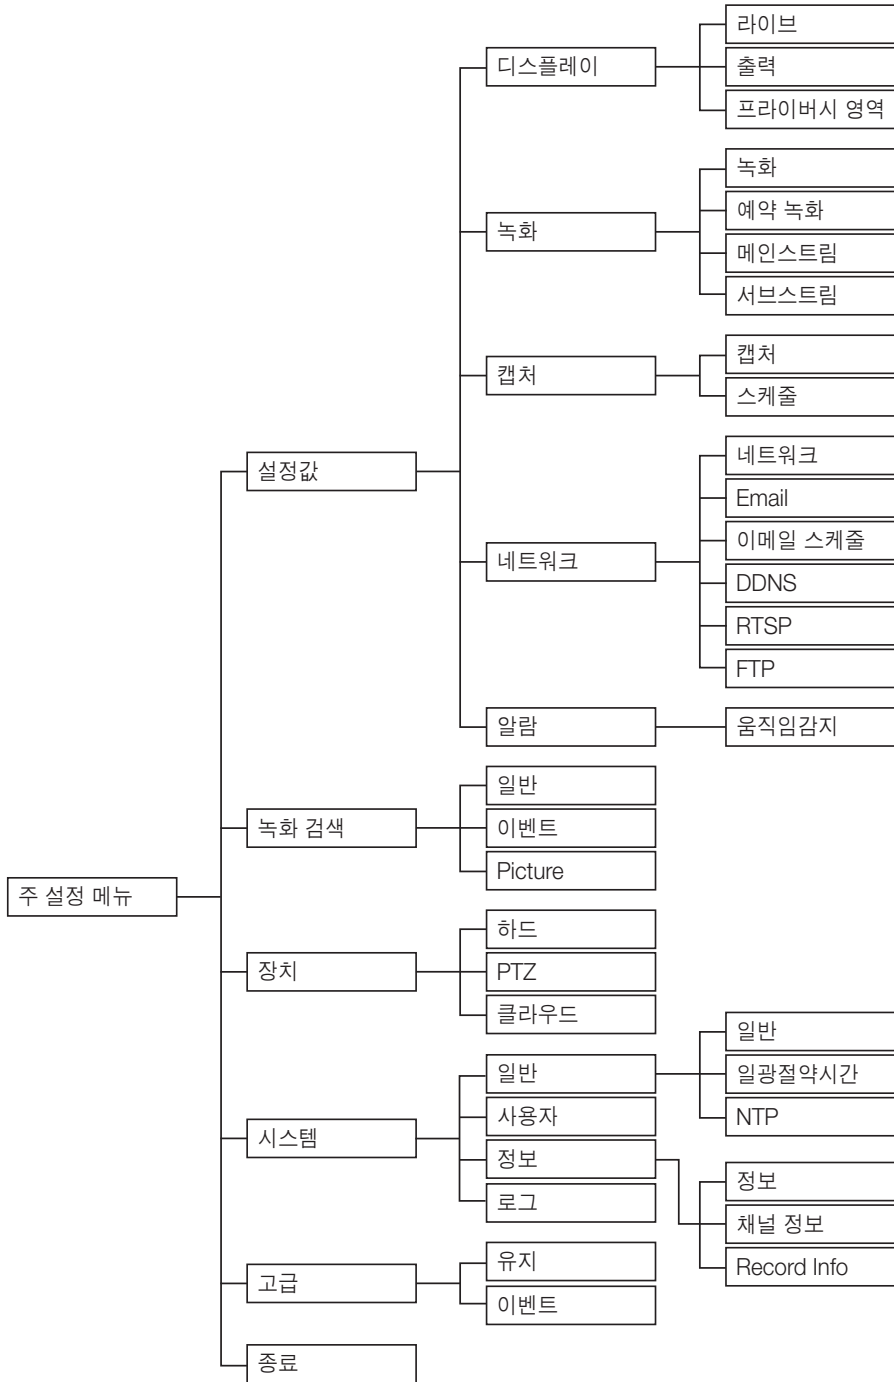 주 설정 메뉴
설정값
디스플레이
라이브
출력
프라이버시 영역
녹화
녹화
예약 녹화
메인스트림
서브스트림
캡처
캡처
스케줄
네트워크
네트워크
Email
이메일 스케줄
DDNS
RTSP
FTP
알람
움직임감지
녹화 검색
일반
이벤트
Picture
장치
하드
PTZ
클라우드
시스템
일반
일반
일광절약시간
NTP
사용자
정보
정보
채널 정보
Record Info
로그
고급
유지
이벤트
종료